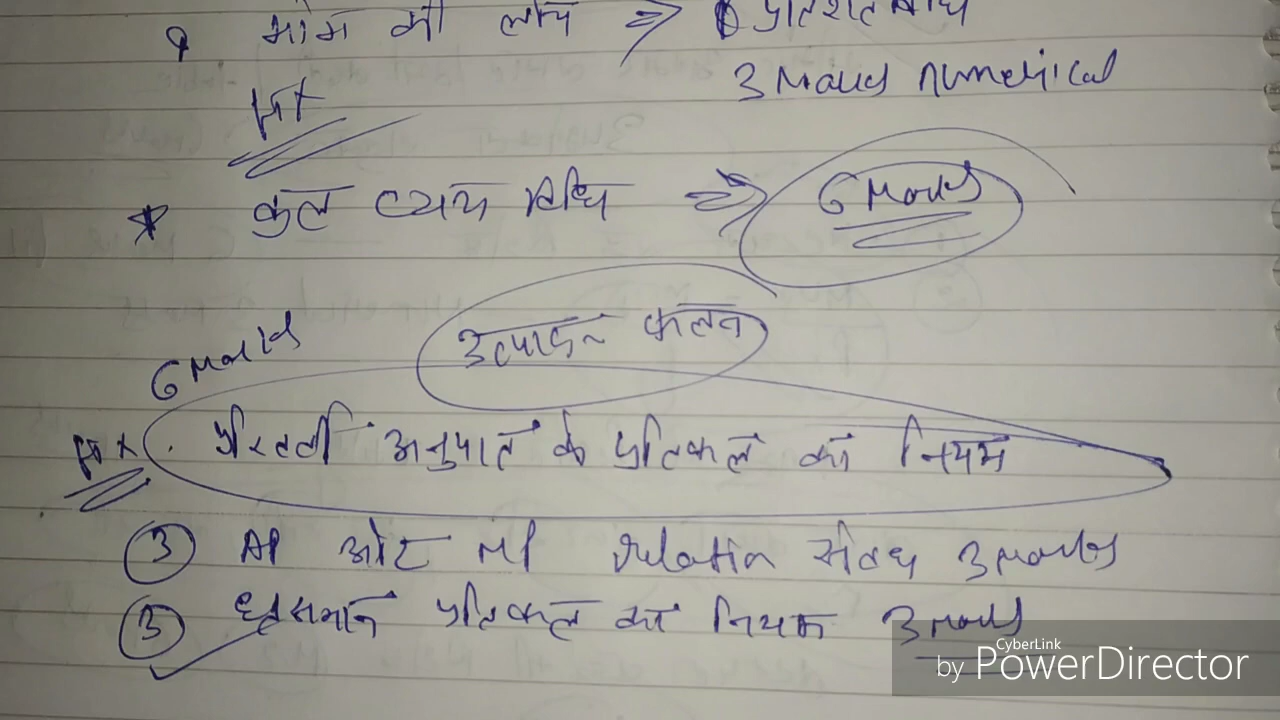 १ माँग की लोच ⇒ प्रतिशत विधि
3 Marks numerical
* कुल व्यय विधि ⇒ 6 Marks
उत्पादन फलन
6 Marks
परिवर्ती अनुपात के प्रतिफल का नियम
③ AP और MP relation संबंध 3 marks
③ ह्रासमान प्रतिफल का नियम 3 marks
CyberLink
by PowerDirector